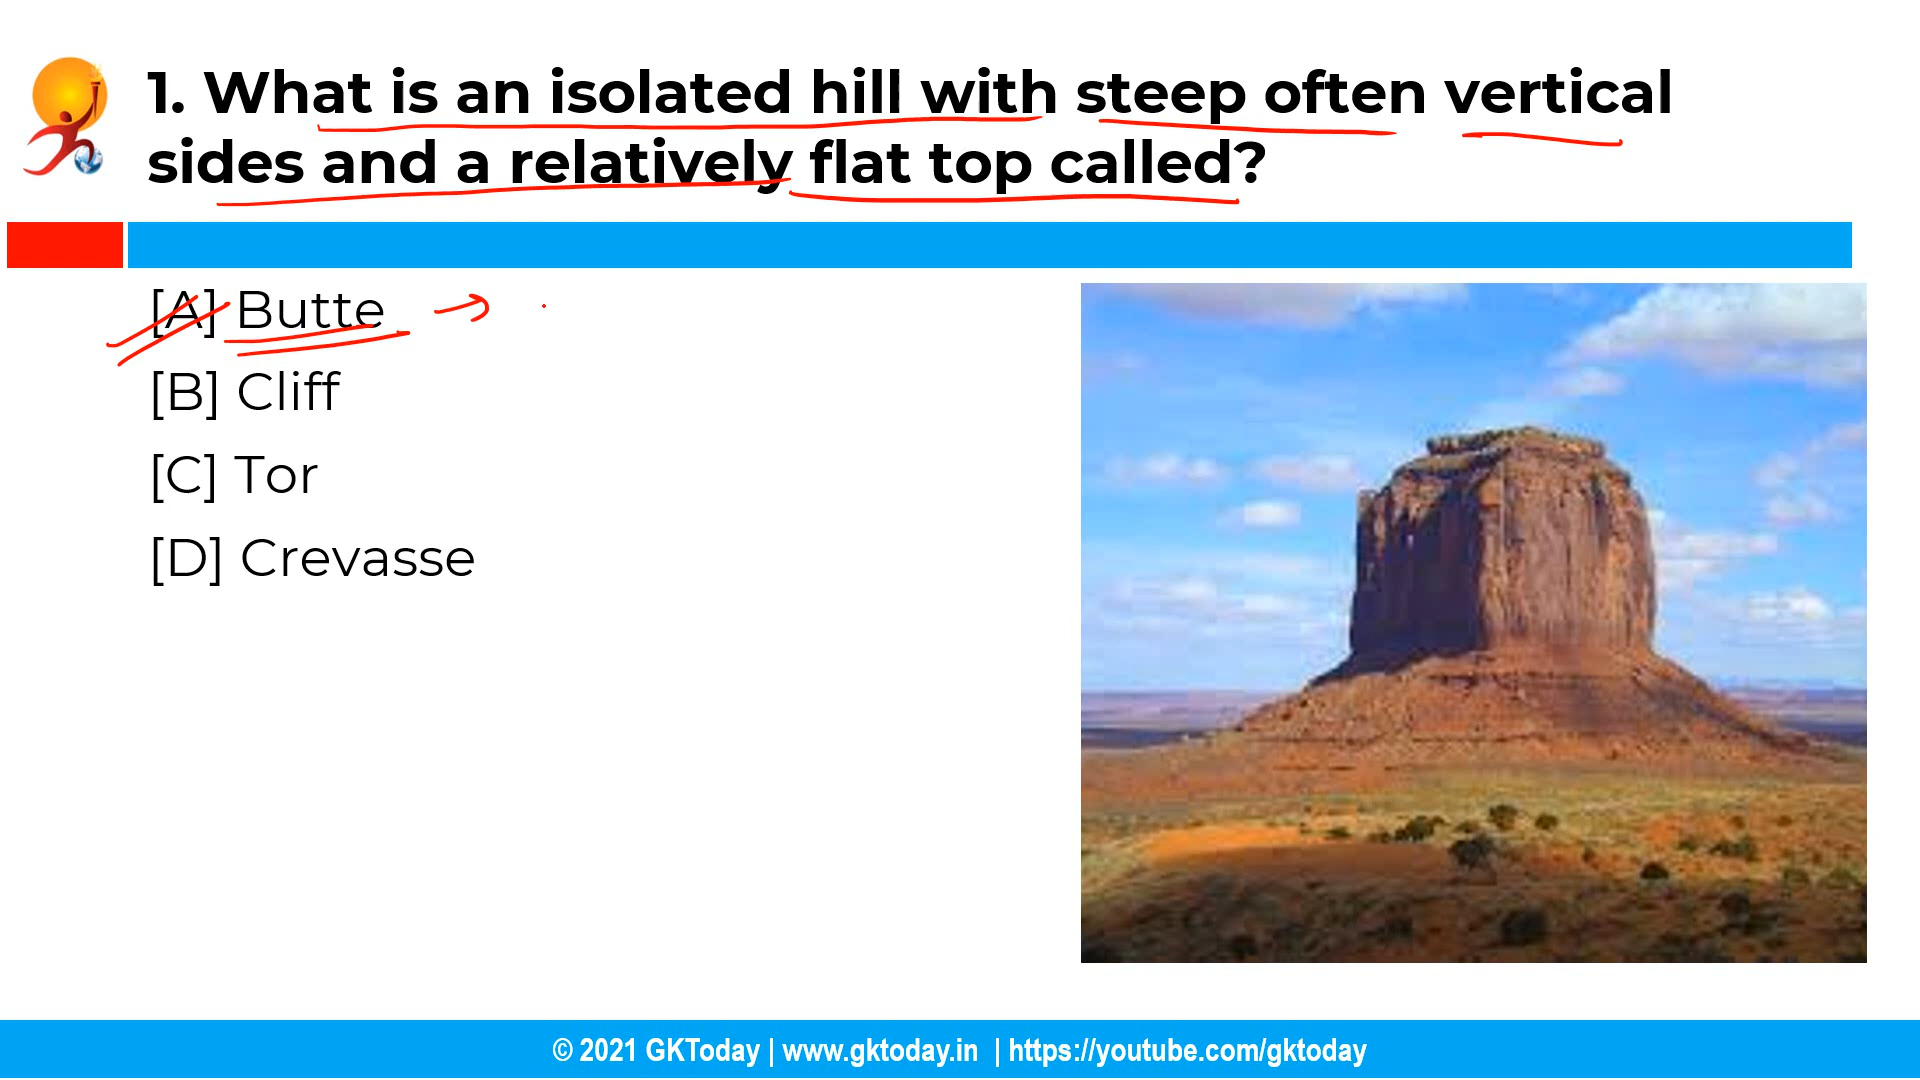 1. What is an isolated hill with steep often vertical
sides and a relatively flat top called?
[A] Butte
[B] Cliff
[C] Tor
[D] Crevasse
© 2021 GKToday | www.gktoday.in | https://youtube.com/gktoday